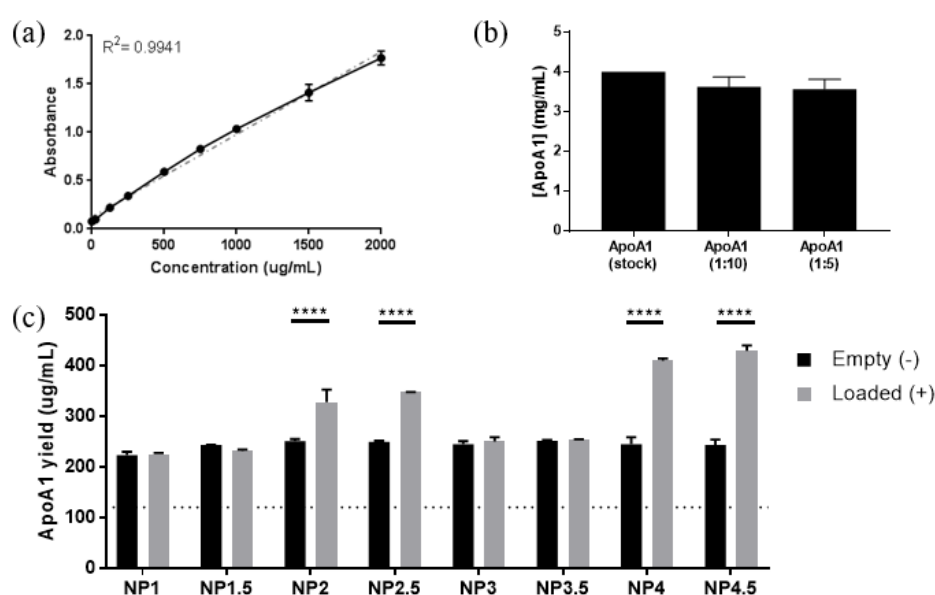 (a)
R2= 0.9941
Absorbance
2.0
1.5
1.0
0.5
0.0
0 500 1000 1500 2000
Concentration (ug/mL)
(b)
[ApoA1] (mg/mL)
5
4
3
2
1
0
ApoA1 ApoA1 ApoA1
(stock) (1:10) (1:5)
(c)
ApoA1 yield (ug/mL)
500
400
300
200
100
0
**** **** **** ****
NP1 NP1.5 NP2 NP2.5 NP3 NP3.5 NP4 NP4.5
Empty (-)
Loaded (+)